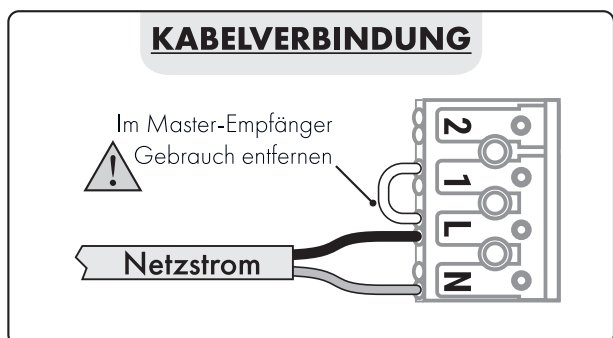 KABELVERBINDUNG
Im Master-Empfänger
Gebrauch entfernen
!
2
1
L
N
Netzstrom